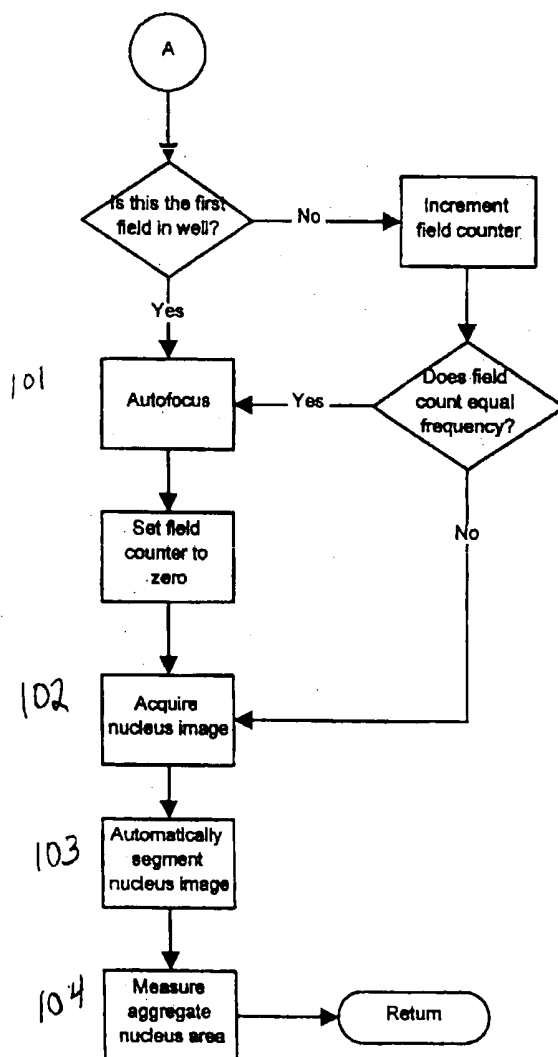 A
Is this the first
field in well?
No
Increment
field counter
Yes
101
Autofocus
Yes
Does field
count equal
frequency?
Set field
counter to
zero
No
102
Acquire
nucleus image
103
Automatically
segment
nucleus image
104
Measure
aggregate
nucleus area
Return